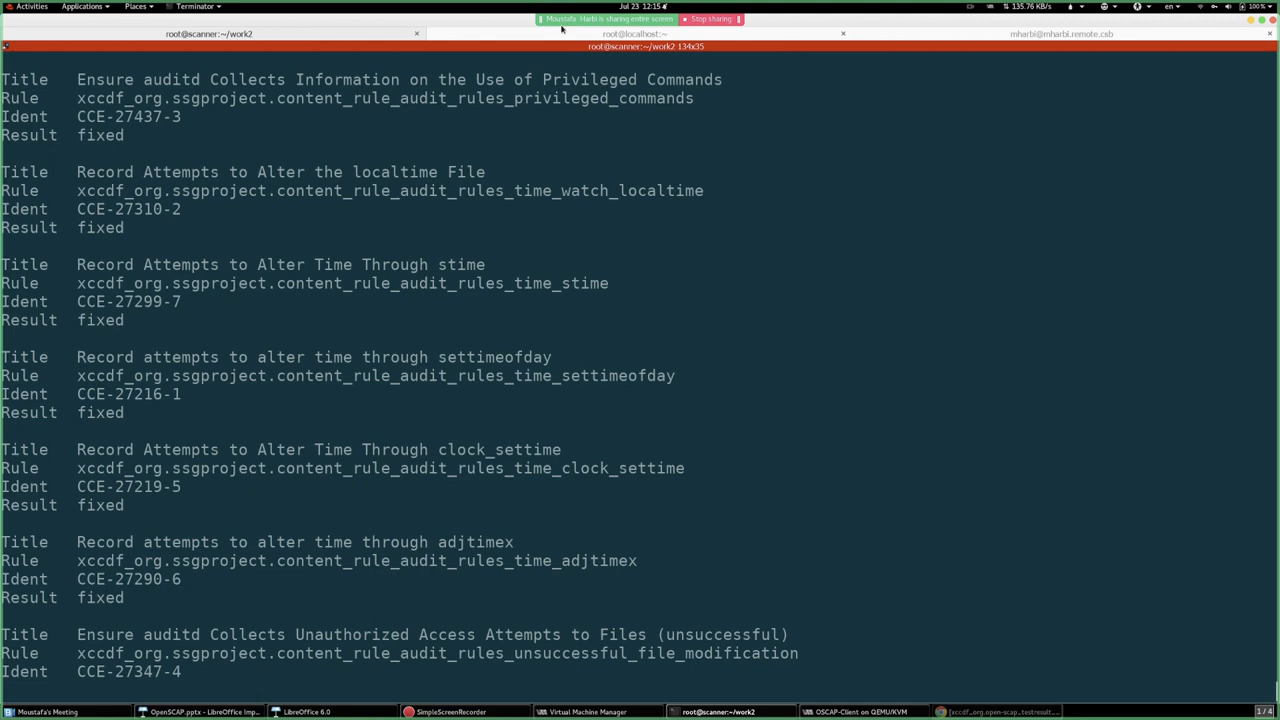 Activities Applications Places Terminator Jul 23 12:15 135.76 KB/s en 100%
Moustafa Harbi is sharing entire screen Stop sharing
root@scanner:~/work2 root@localhost:~ mharbi@mharbi.remote.csb
root@scanner:~/work2 134x35
Title Ensure auditd Collects Information on the Use of Privileged Commands
Rule xccdf_org.ssgproject.content_rule_audit_rules_privileged_commands
Ident CCE-27437-3
Result fixed
Title Record Attempts to Alter the localtime File
Rule xccdf_org.ssgproject.content_rule_audit_rules_time_watch_localtime
Ident CCE-27310-2
Result fixed
Title Record Attempts to Alter Time Through stime
Rule xccdf_org.ssgproject.content_rule_audit_rules_time_stime
Ident CCE-27299-7
Result fixed
Title Record attempts to alter time through settimeofday
Rule xccdf_org.ssgproject.content_rule_audit_rules_time_settimeofday
Ident CCE-27216-1
Result fixed
Title Record Attempts to Alter Time Through clock_settime
Rule xccdf_org.ssgproject.content_rule_audit_rules_time_clock_settime
Ident CCE-27219-5
Result fixed
Title Record attempts to alter time through adjtimex
Rule xccdf_org.ssgproject.content_rule_audit_rules_time_adjtimex
Ident CCE-27290-6
Result fixed
Title Ensure auditd Collects Unauthorized Access Attempts to Files (unsuccessful)
Rule xccdf_org.ssgproject.content_rule_audit_rules_unsuccessful_file_modification
Ident CCE-27347-4
Moustafa's Meeting OpenSCAP.pptx - LibreOffice Imp... LibreOffice 6.0 SimpleScreenRecorder Virtual Machine Manager root@scanner:~/work2 OSCAP-Client on QEMU/KVM [xccdf_org.open-scap_testresult... 1 / 4